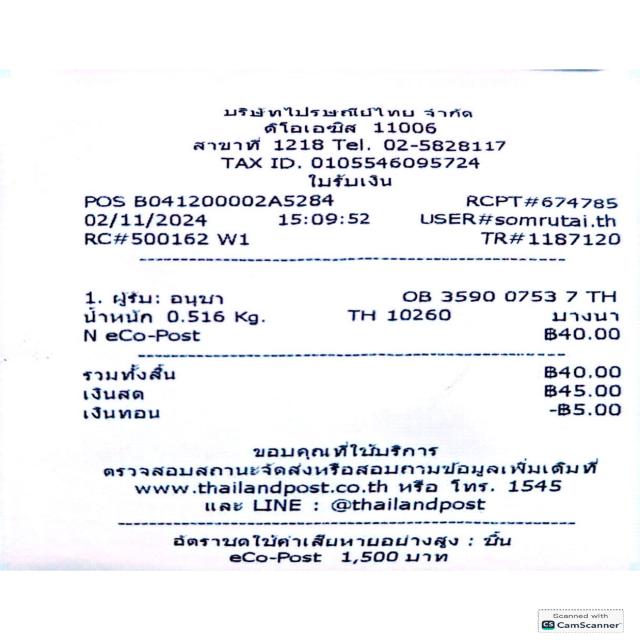 บริษัทไปรษณีย์ไทย จำกัด
ดิโอเอซิส 11006
สาขาที่ 1218 Tel. 02-5828117
TAX ID. 0105546095724
ใบรับเงิน
POS B041200002A5284 RCPT#674785
02/11/2024 15:09:52 USER#somrutai.th
RC#500162 W1 TR#1187120
1. ผู้รับ: อนุชา OB 3590 0753 7 TH
น้ำหนัก 0.516 Kg. TH 10260 บางนา
N eCo-Post ฿40.00
รวมทั้งสิ้น ฿40.00
เงินสด ฿45.00
เงินทอน -฿5.00
ขอบคุณที่ใช้บริการ
ตรวจสอบสถานะจัดส่งหรือสอบถามข้อมูลเพิ่มเติมที่
www.thailandpost.co.th หรือ โทร. 1545
และ LINE : @thailandpost
อัตราชดใช้ค่าเสียหายอย่างสูง : ชิ้น
eCo-Post 1,500 บาท
Scanned with
CS CamScanner